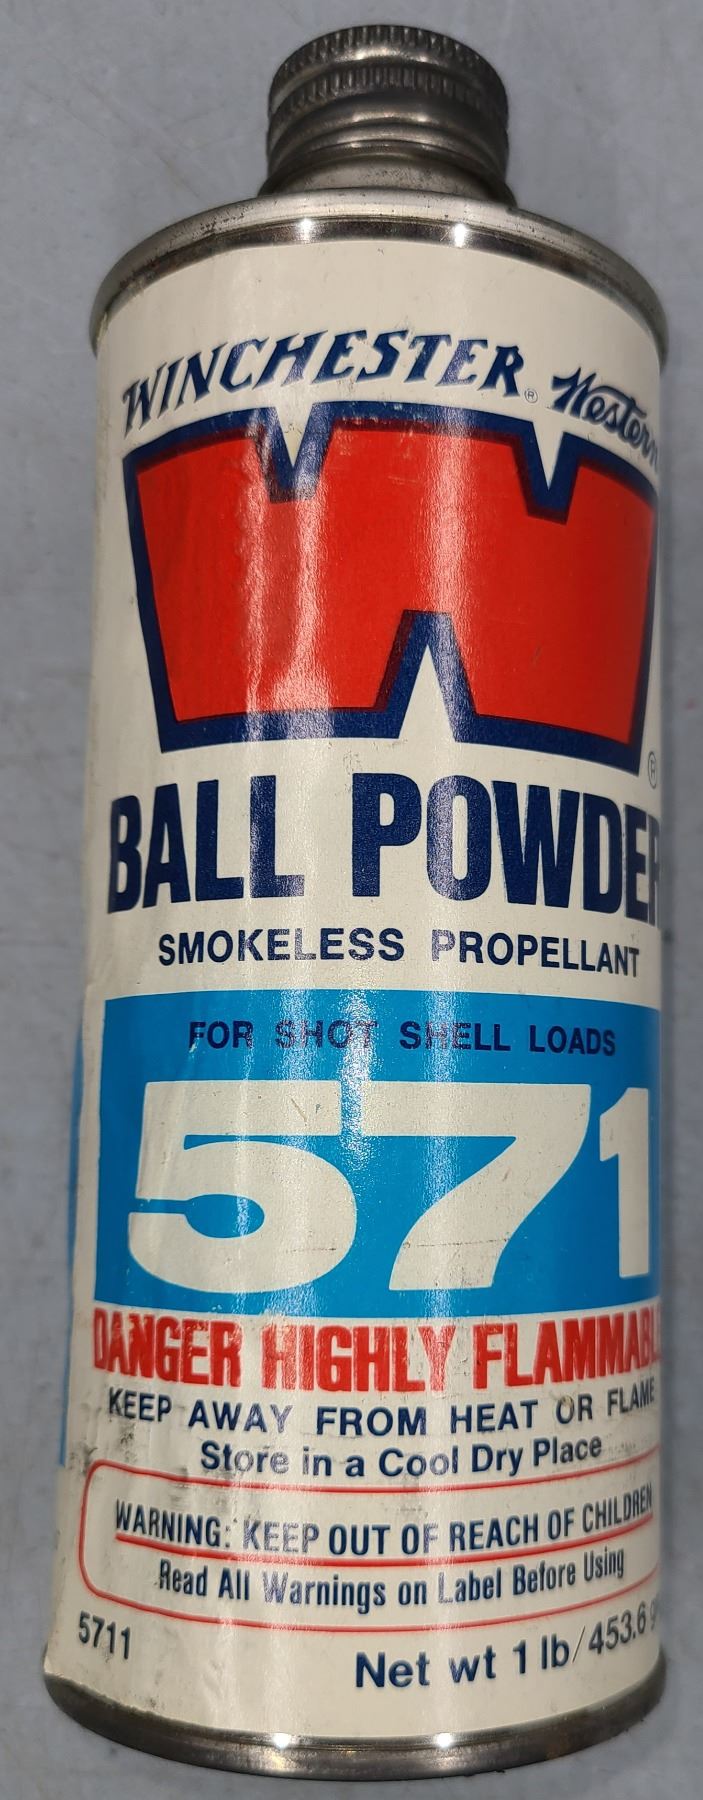 WINCHESTER® Western
W
®
BALL POWDER
SMOKELESS PROPELLANT
FOR SHOT SHELL LOADS
571
DANGER HIGHLY FLAMMABLE
KEEP AWAY FROM HEAT OR FLAME
Store in a Cool Dry Place
WARNING: KEEP OUT OF REACH OF CHILDREN
Read All Warnings on Label Before Using
5711
Net wt 1 lb/453.6 g